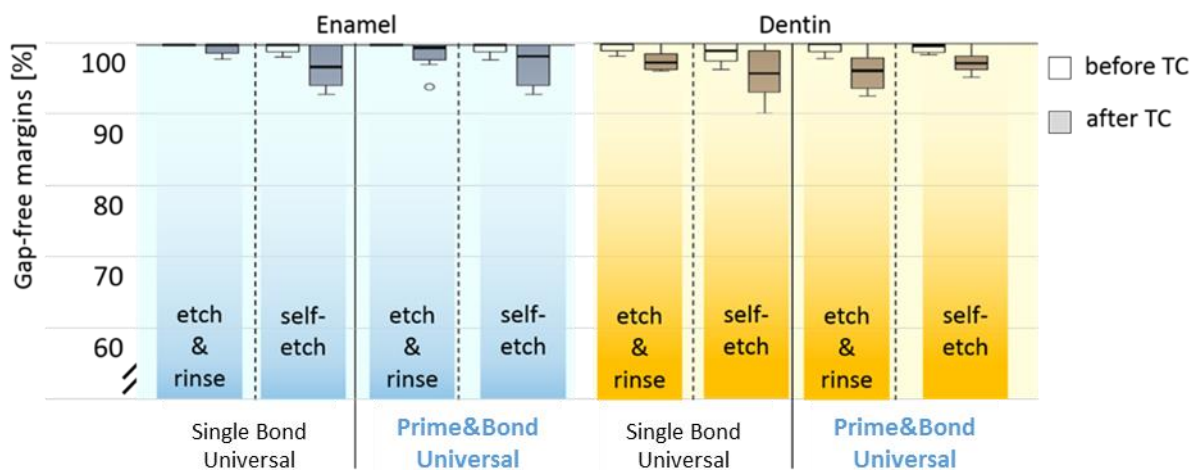 Enamel
Dentin
Gap-free margins [%]
100
90
80
70
60
before TC
after TC
etch
&
rinse
self-
etch
etch
&
rinse
self-
etch
etch
&
rinse
self-
etch
etch
&
rinse
self-
etch
Single Bond
Universal
Prime&Bond
Universal
Single Bond
Universal
Prime&Bond
Universal